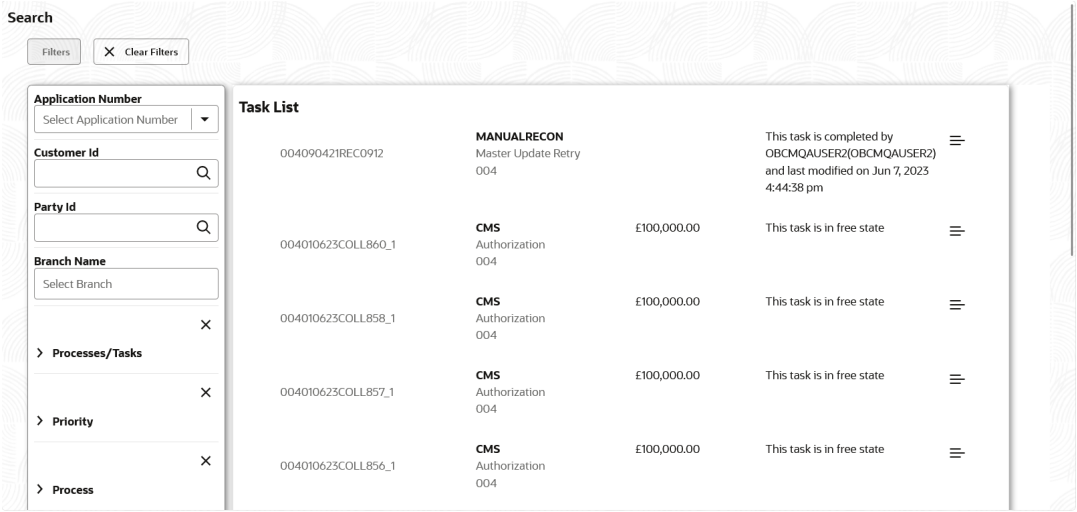 Search
Filters
Clear Filters
Application Number
Select Application Number
Customer Id
Party Id
Branch Name
Select Branch
Processes/Tasks
Priority
Process
Task List
004090421REC0912
MANUALRECON
Master Update Retry
004
This task is completed by
OBCMQAUSER2(OBCMQAUSER2)
and last modified on Jun 7, 2023
4:44:38 pm
004010623COLL860_1
CMS
Authorization
004
£100,000.00
This task is in free state
004010623COLL858_1
CMS
Authorization
004
£100,000.00
This task is in free state
004010623COLL857_1
CMS
Authorization
004
£100,000.00
This task is in free state
004010623COLL856_1
CMS
Authorization
004
£100,000.00
This task is in free state